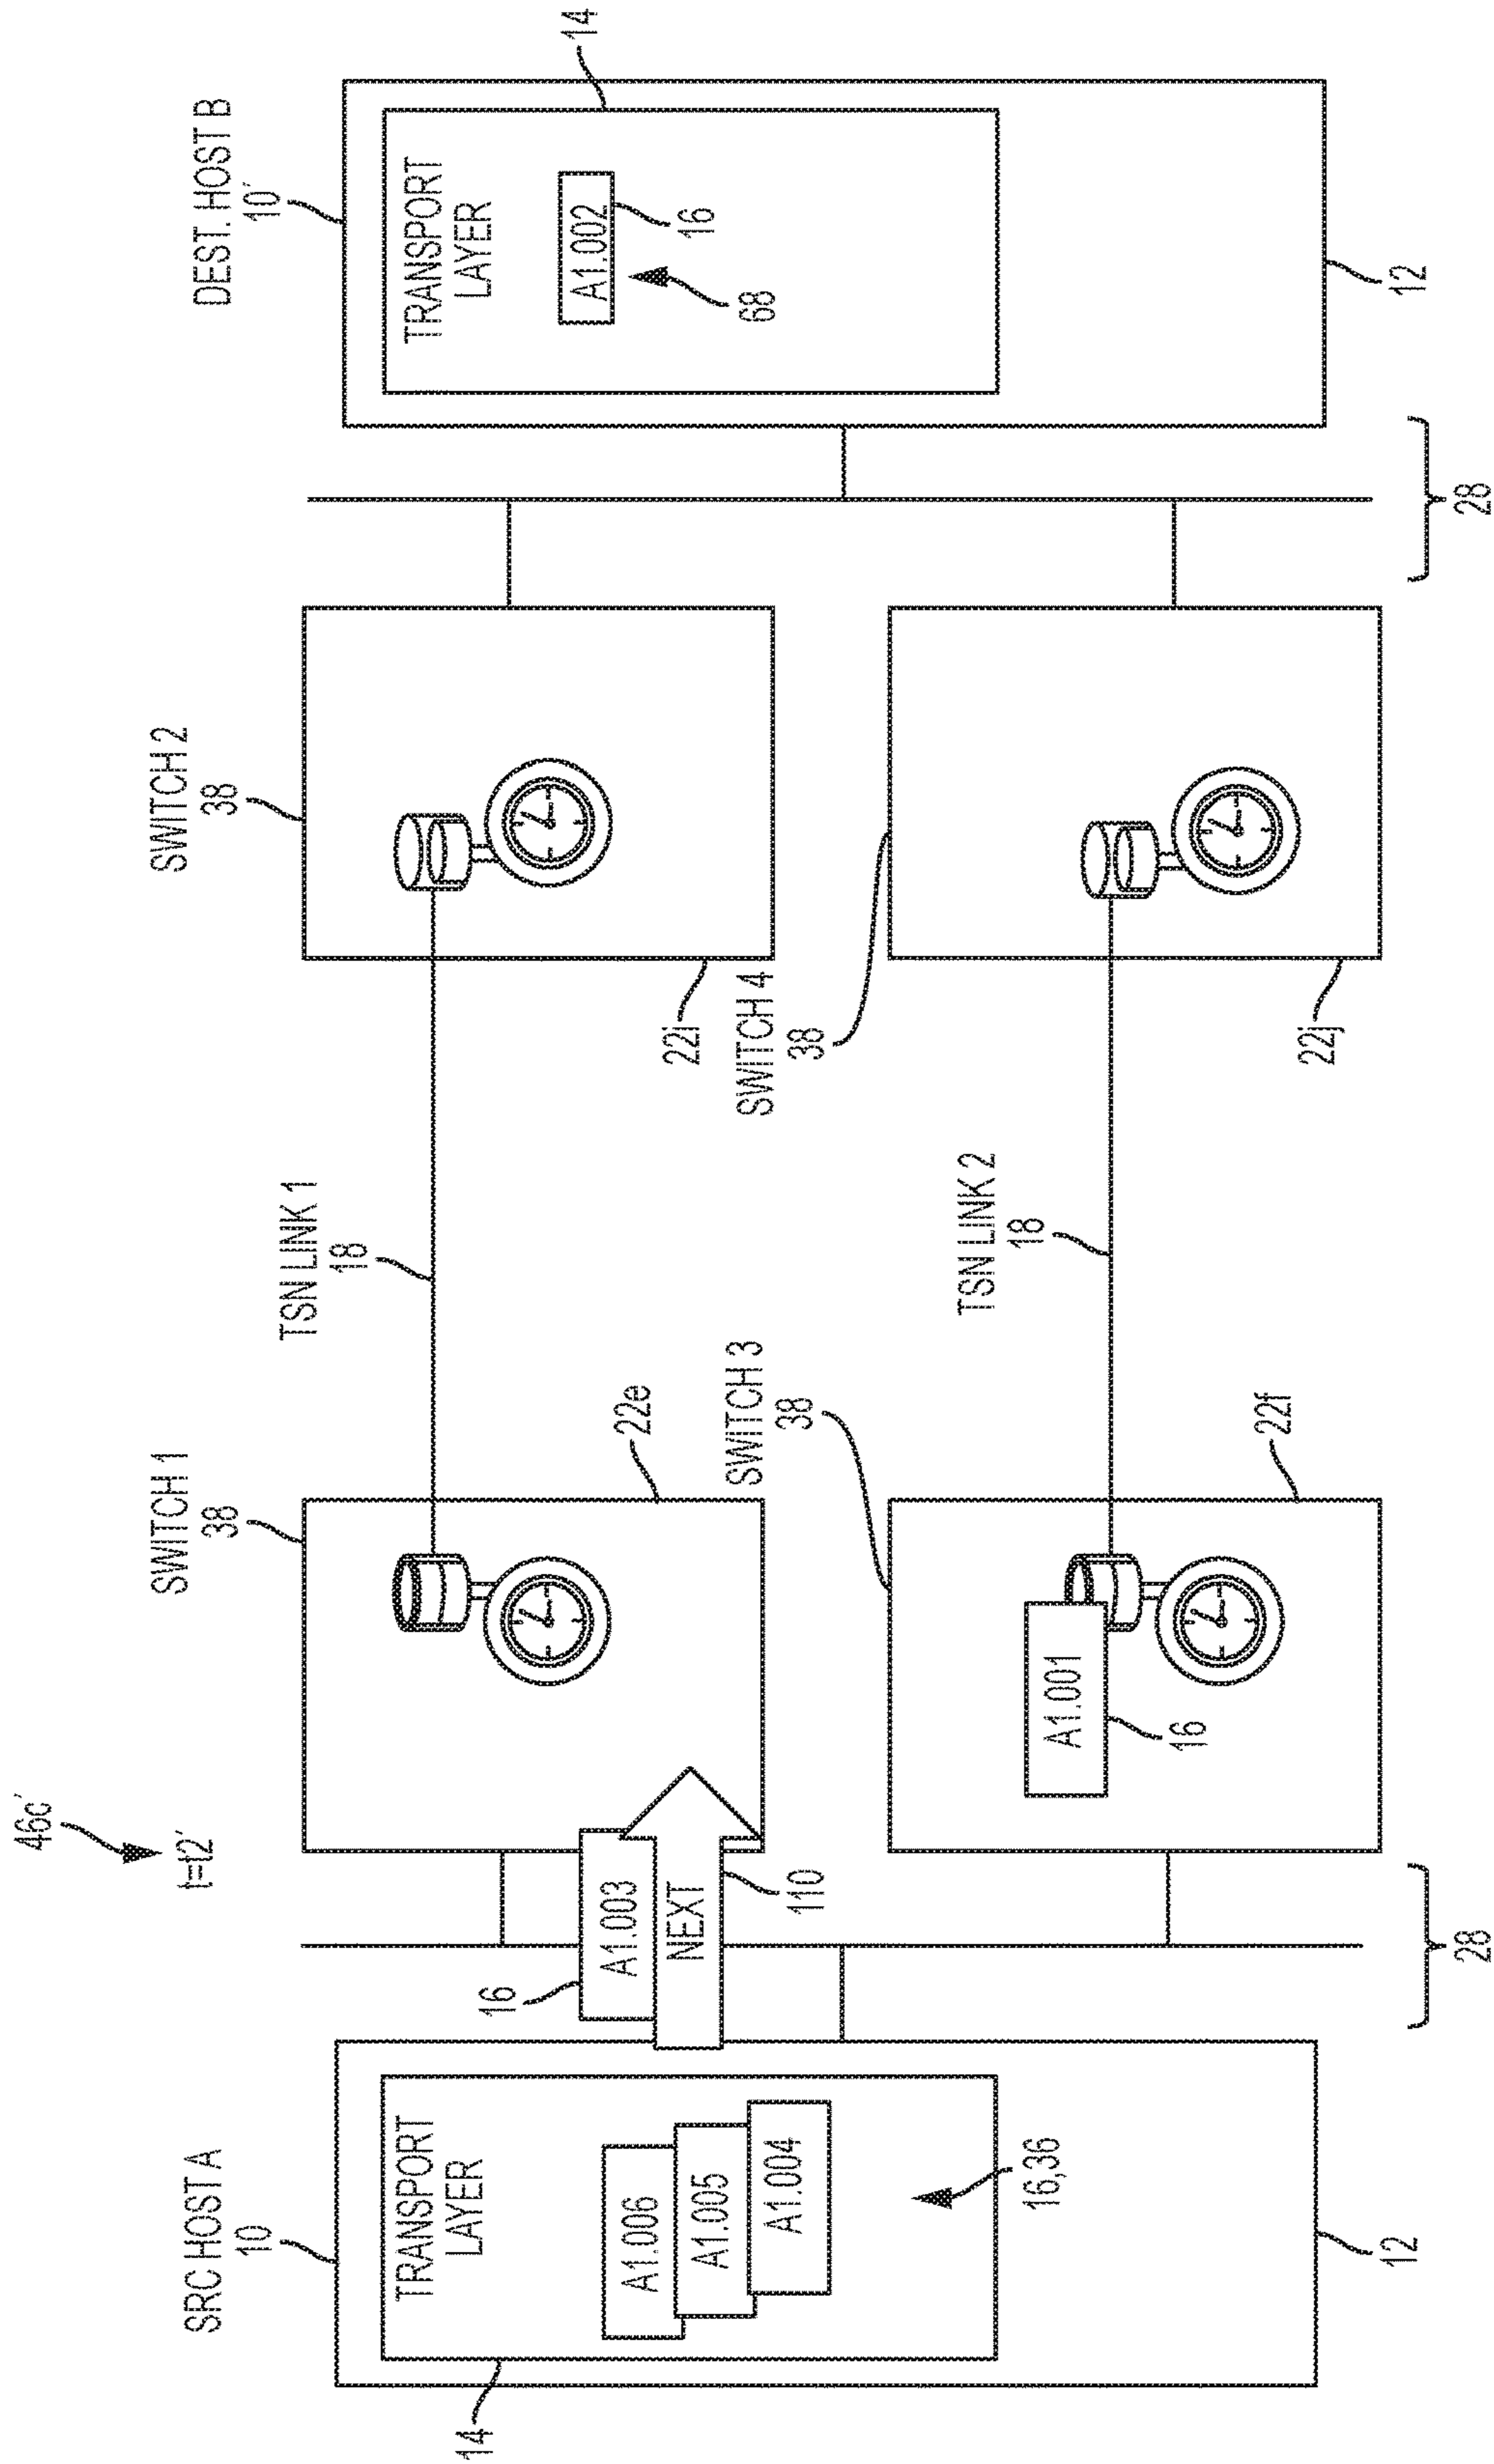 46c′
t=t2′
SRC HOST A
10
SWITCH 1
38
TSN LINK 1
18
SWITCH 2
38
DEST. HOST B
10′
14
TRANSPORT
LAYER
A1.006
A1.005
A1.004
16,36
14
12
16
A1.003
NEXT
110
22e
22i
TRANSPORT
LAYER
A1.002
16
68
12
SWITCH 3
38
TSN LINK 2
18
SWITCH 4
38
A1.001
16
22f
22j
28
28